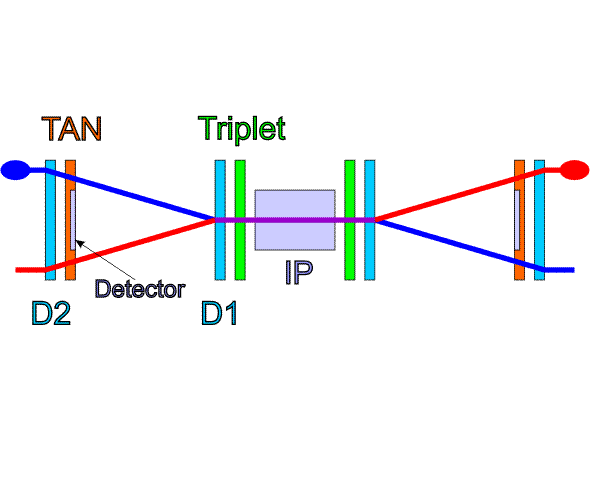 TAN
Triplet
IP
Detector
D2
D1